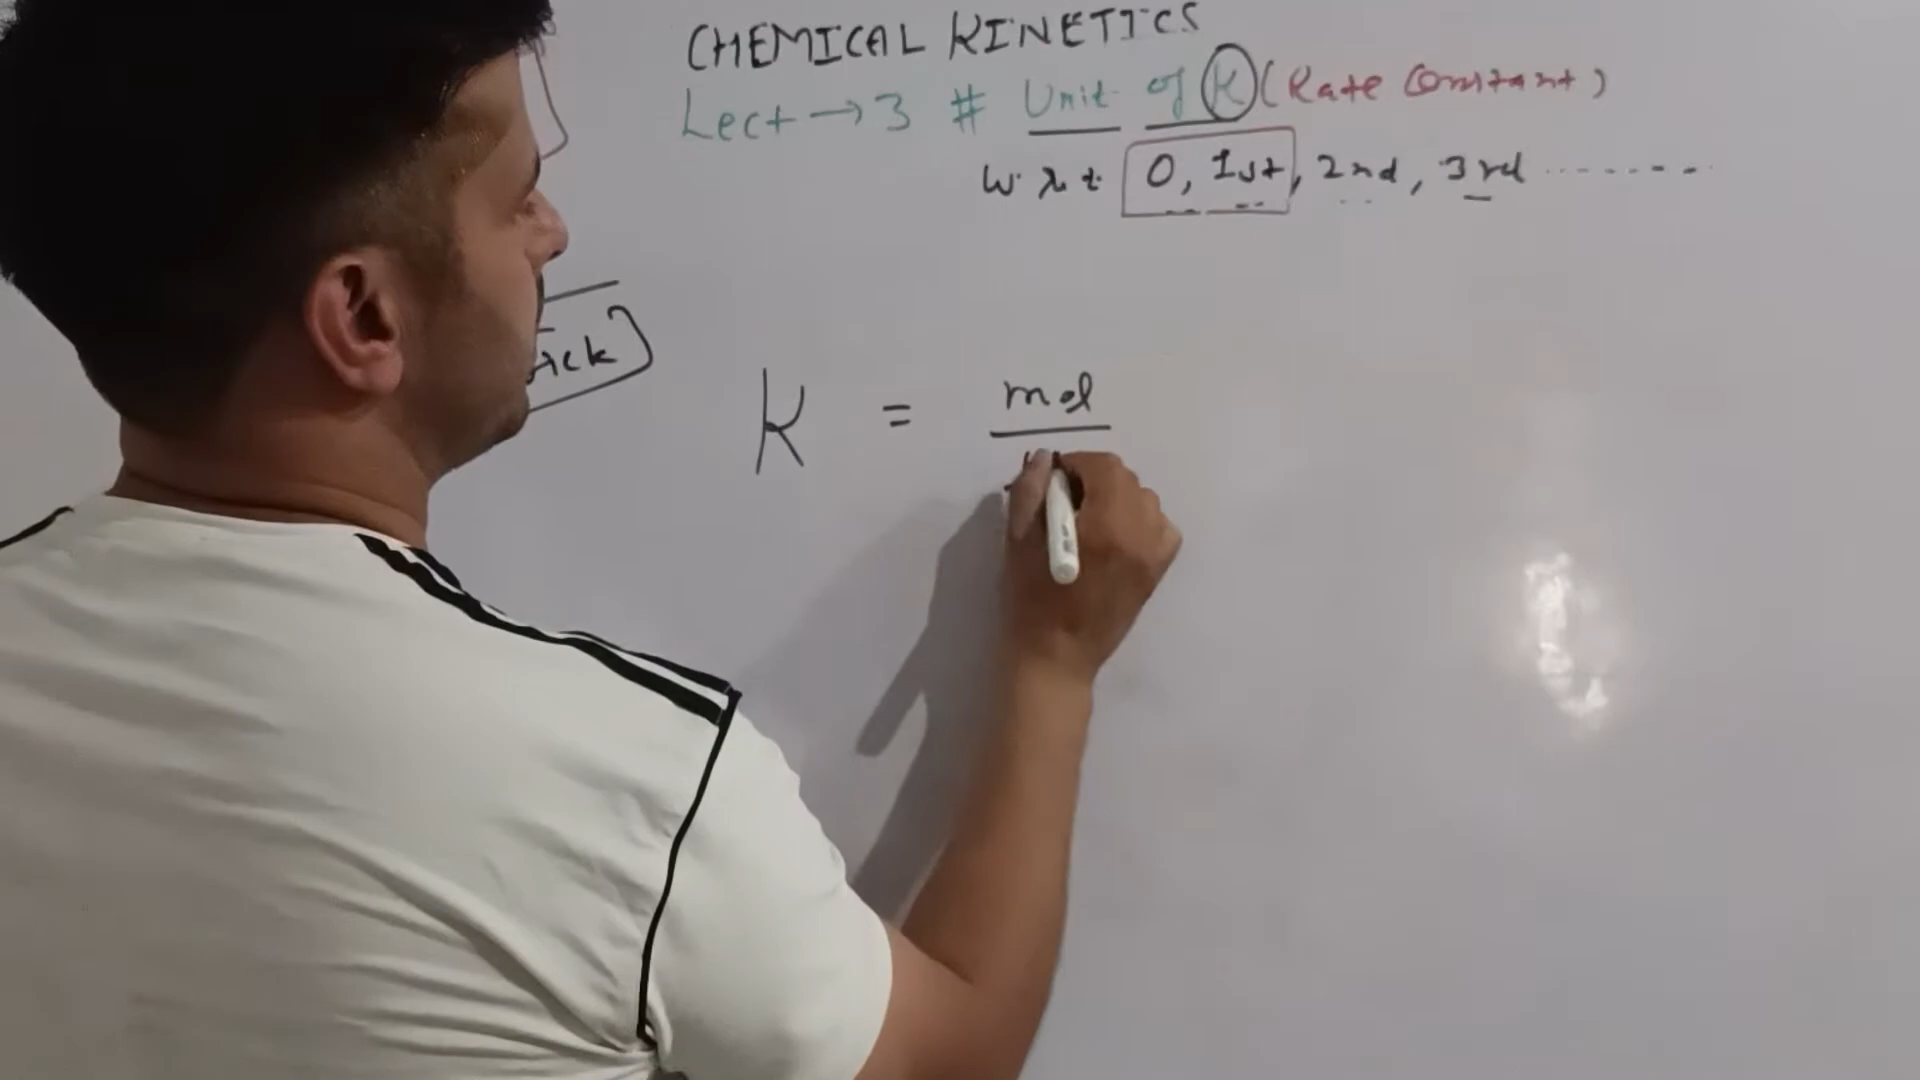 CHEMICAL KINETICS
Lect → 3 # Unit of K (Rate Constant)
w.r.t 0, 1st, 2nd, 3rd --------
K = mol